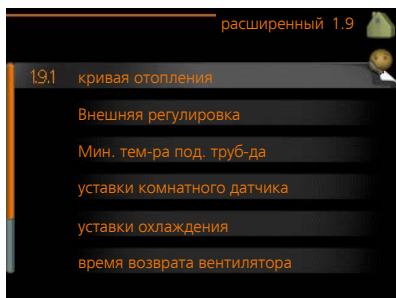 расширенный 1.9
1.9.1 кривая отопления
Внешняя регулировка
Мин. тем-ра под. труб-да
уставки комнатного датчика
уставки охлаждения
время возврата вентилятора